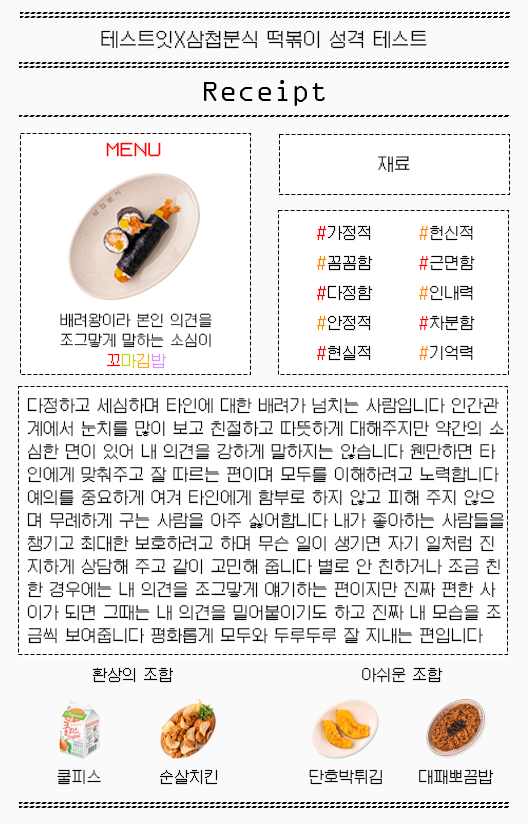 테스트잇X삼첩분식 떡볶이 성격 테스트
Receipt
MENU
삼첩분식
배려왕이라 본인 의견을
조그맣게 말하는 소심이
꼬마김밥
재료
#가정적 #헌신적
#꼼꼼함 #근면함
#다정함 #인내력
#안정적 #차분함
#현실적 #기억력
다정하고 세심하며 타인에 대한 배려가 넘치는 사람입니다 인간관
계에서 눈치를 많이 보고 친절하고 따뜻하게 대해주지만 약간의 소
심한 면이 있어 내 의견을 강하게 말하지는 않습니다 웬만하면 타
인에게 맞춰주고 잘 따르는 편이며 모두를 이해하려고 노력합니다
예의를 중요하게 여겨 타인에게 함부로 하지 않고 피해 주지 않으
며 무례하게 구는 사람을 아주 싫어합니다 내가 좋아하는 사람들을
챙기고 최대한 보호하려고 하며 무슨 일이 생기면 자기 일처럼 진
지하게 상담해 주고 같이 고민해 줍니다 별로 안 친하거나 조금 친
한 경우에는 내 의견을 조그맣게 얘기하는 편이지만 진짜 편한 사
이가 되면 그때는 내 의견을 밀어붙이기도 하고 진짜 내 모습을 조
금씩 보여줍니다 평화롭게 모두와 두루두루 잘 지내는 편입니다
환상의 조합
쿨피스
쿨피스 순살치킨
아쉬운 조합
단호박튀김 대패뽀끔밥